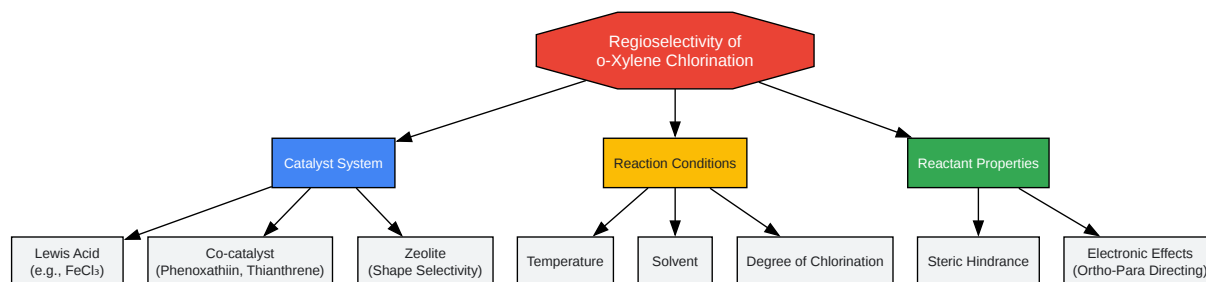 Regioselectivity of
o-Xylene Chlorination
Catalyst System
Reaction Conditions
Reactant Properties
Lewis Acid
(e.g., FeCl₃)
Co-catalyst
(Phenoxathiin, Thianthrene)
Zeolite
(Shape Selectivity)
Temperature
Solvent
Degree of Chlorination
Steric Hindrance
Electronic Effects
(Ortho-Para Directing)